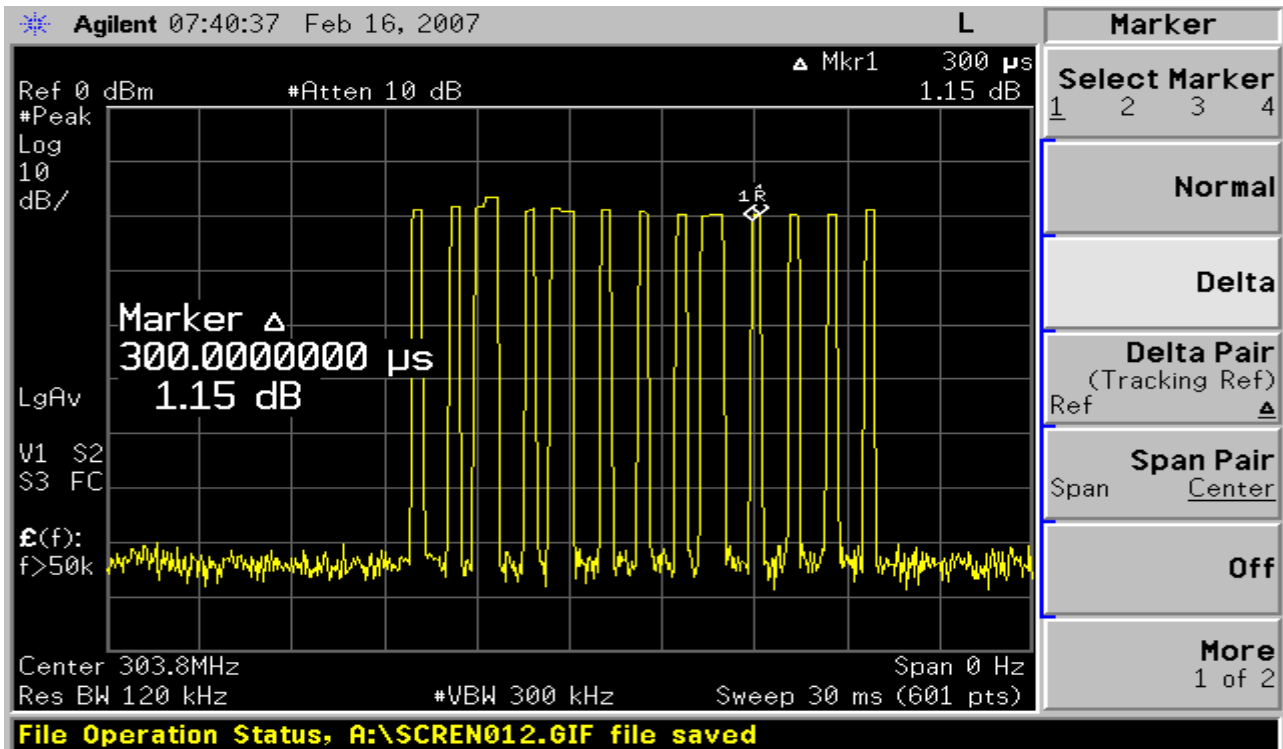 Agilent 07:40:37 Feb 16, 2007 L
Δ Mkr1 300 µs
Ref 0 dBm #Atten 10 dB 1.15 dB
#Peak
Log
10
dB/
1R
1
Marker Δ
300.0000000 µs
1.15 dB
LgAv
V1 S2
S3 FC
£(f):
f>50k
Center 303.8MHz Span 0 Hz
Res BW 120 kHz #VBW 300 kHz Sweep 30 ms (601 pts)
File Operation Status, A:\SCREN012.GIF file saved
Marker
Select Marker
1 2 3 4
Normal
Delta
Delta Pair
(Tracking Ref)
Ref Δ
Span Pair
Span Center
Off
More
1 of 2